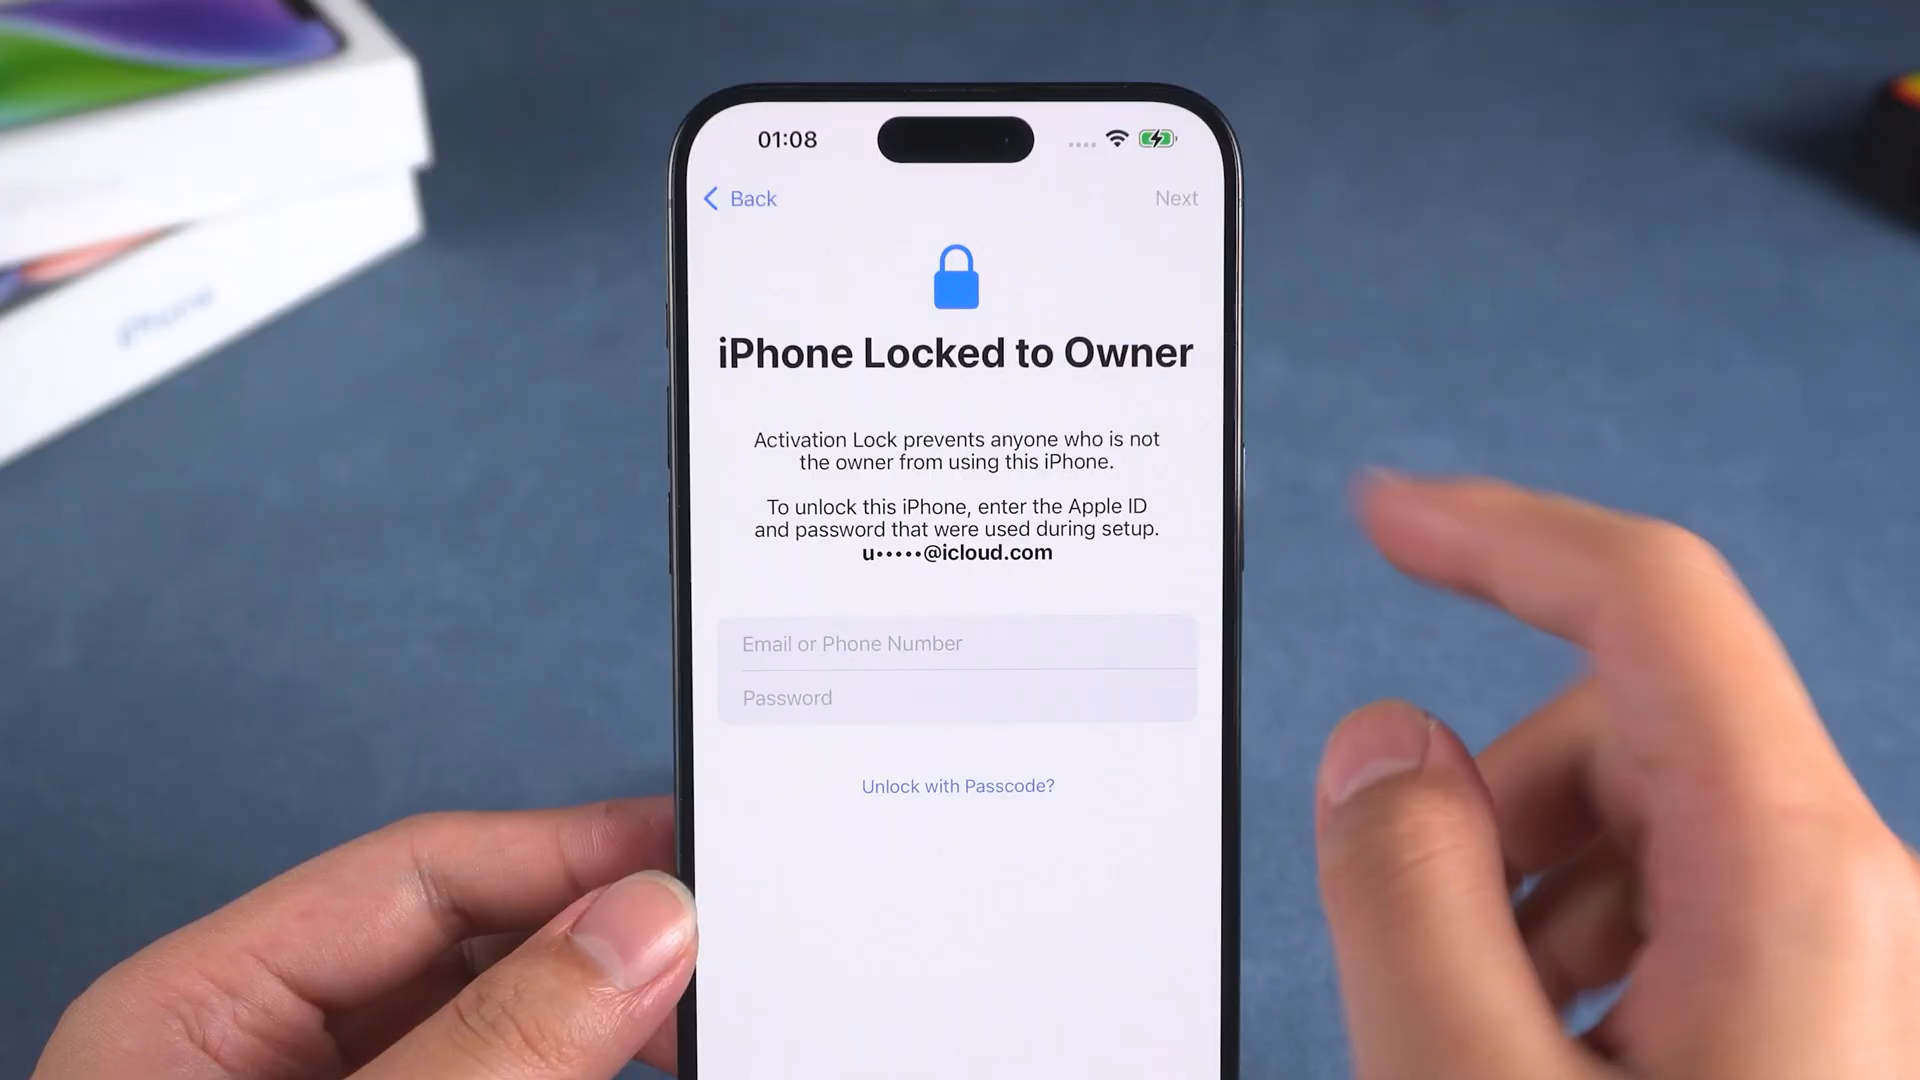 01:08
Back
Next
iPhone Locked to Owner
Activation Lock prevents anyone who is not
the owner from using this iPhone.
To unlock this iPhone, enter the Apple ID
and password that were used during setup.
u•••••@icloud.com
Email or Phone Number
Password
Unlock with Passcode?
iPhone